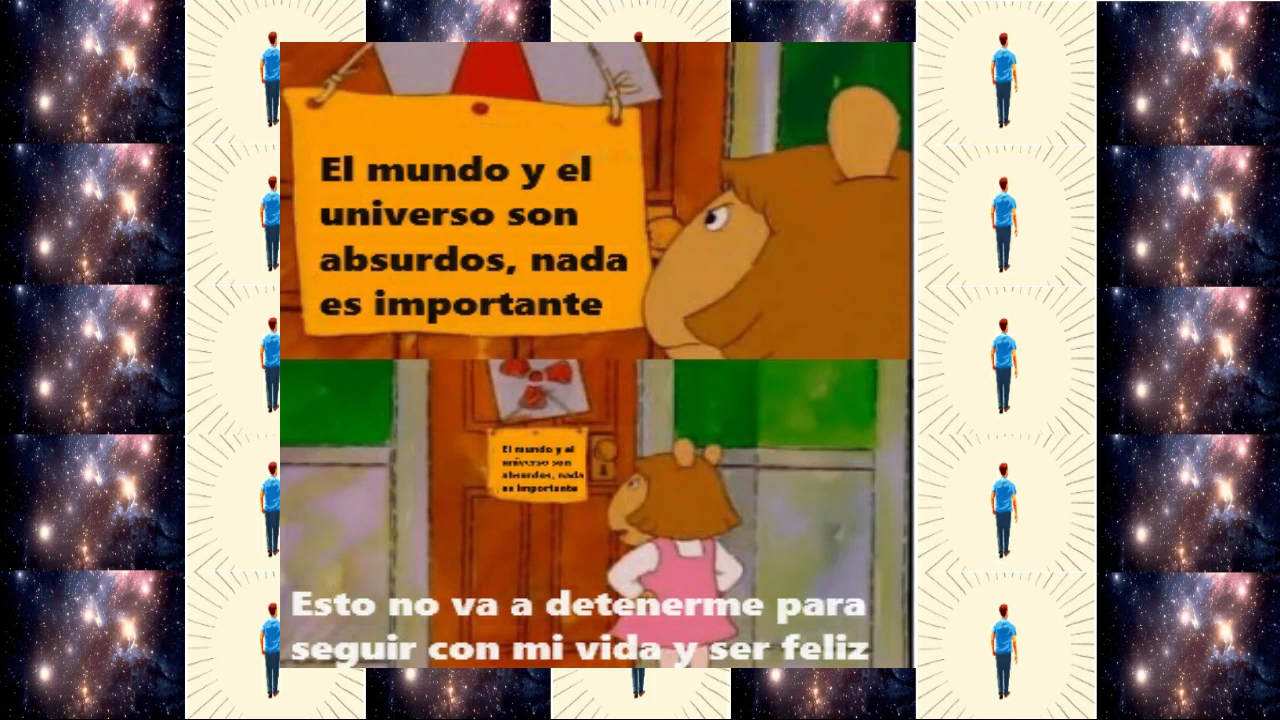 El mundo y el
universo son
absurdos, nada
es importante
El mundo y el
universo son
absurdos, nada
es importante
Esto no va a detenerme para
seguir con mi vida y ser feliz